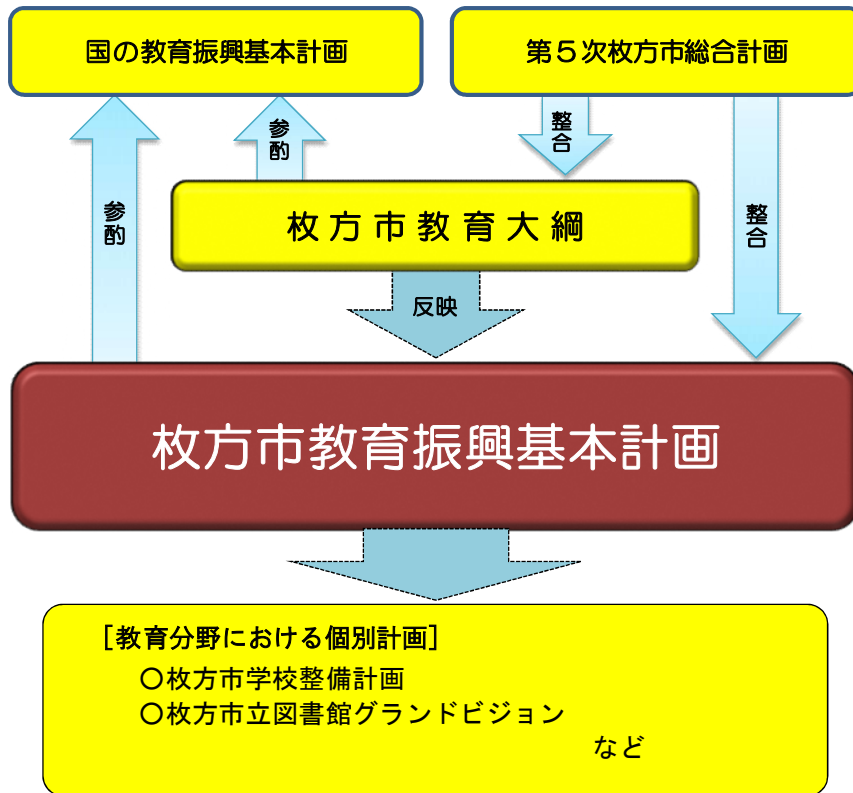 国の教育振興基本計画
第５次枚方市総合計画
参酌
整合
参酌
枚方市教育大綱
整合
反映
枚方市教育振興基本計画
［教育分野における個別計画］
〇枚方市学校整備計画
〇枚方市立図書館グランドビジョン
など